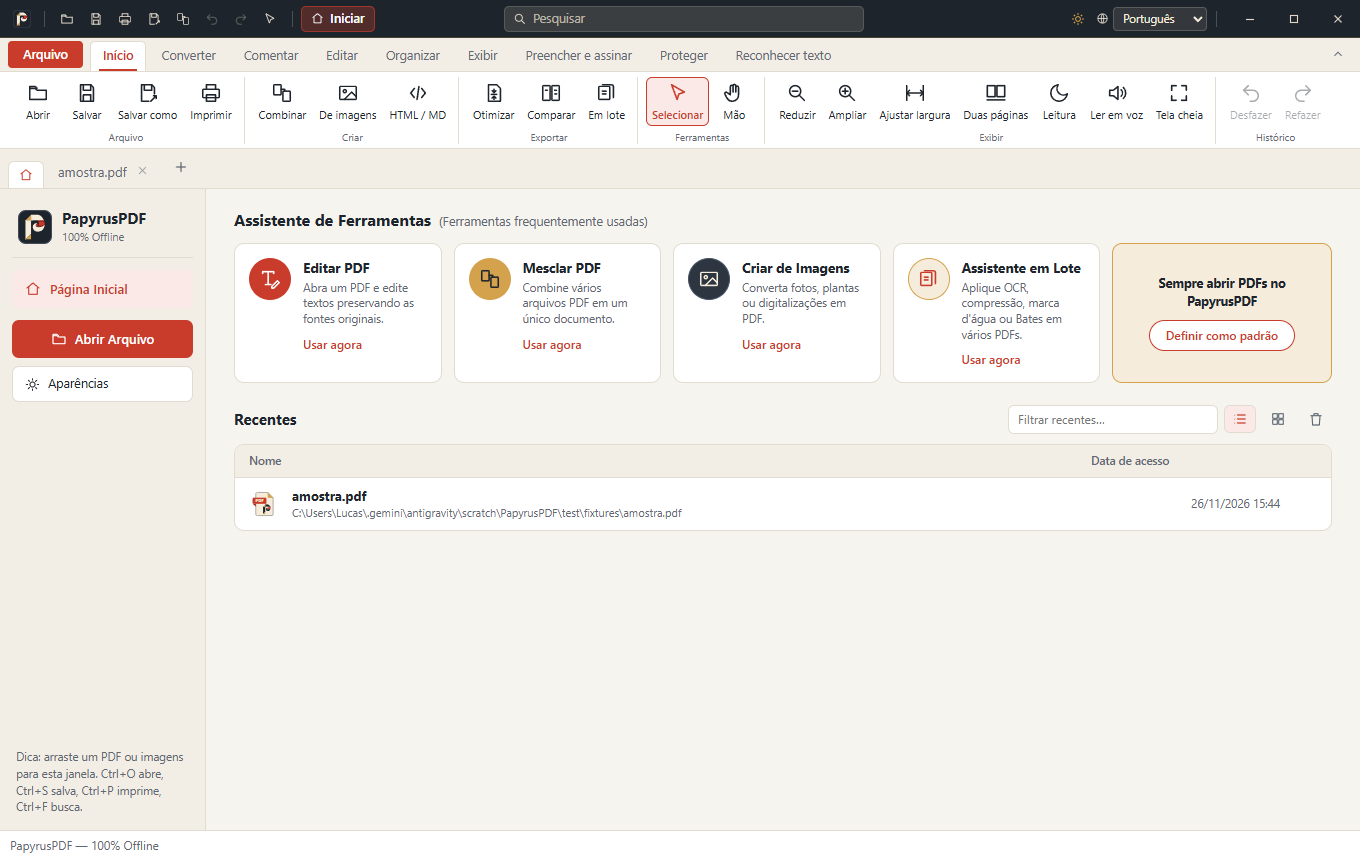 Iniciar
Pesquisar
Português
Arquivo Início Converter Comentar Editar Organizar Exibir Preencher e assinar Proteger Reconhecer texto
Abrir Salvar Salvar como Imprimir Combinar De imagens HTML / MD Otimizar Comparar Em lote Selecionar Mão Reduzir Ampliar Ajustar largura Duas páginas Leitura Ler em voz Tela cheia Desfazer Refazer
Arquivo Criar Exportar Ferramentas Exibir Histórico
amostra.pdf
PapyrusPDF
100% Offline
Página Inicial
Abrir Arquivo
Aparências
Dica: arraste um PDF ou imagens
para esta janela. Ctrl+O abre,
Ctrl+S salva, Ctrl+P imprime,
Ctrl+F busca.
Assistente de Ferramentas (Ferramentas frequentemente usadas)
Editar PDF
Abra um PDF e edite
textos preservando as
fontes originais.
Usar agora
Mesclar PDF
Combine vários
arquivos PDF em um
único documento.
Usar agora
Criar de Imagens
Converta fotos, plantas
ou digitalizações em
PDF.
Usar agora
Assistente em Lote
Aplique OCR,
compressão, marca
d'água ou Bates em
vários PDFs.
Usar agora
Sempre abrir PDFs no
PapyrusPDF
Definir como padrão
Recentes
Filtrar recentes...
Nome Data de acesso
PDF
amostra.pdf
C:\Users\Lucas\.gemini\antigravity\scratch\PapyrusPDF\test\fixtures\amostra.pdf
26/11/2026 15:44
PapyrusPDF — 100% Offline